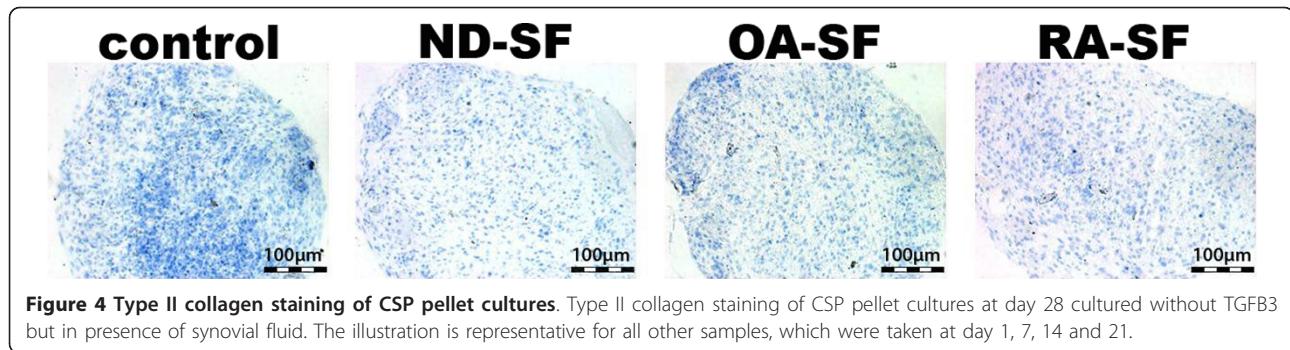 control ND-SF OA-SF RA-SF
100µm 100µm 100µm 100µm
Figure 4 Type II collagen staining of CSP pellet cultures. Type II collagen staining of CSP pellet cultures at day 28 cultured without TGFB3
but in presence of synovial fluid. The illustration is representative for all other samples, which were taken at day 1, 7, 14 and 21.